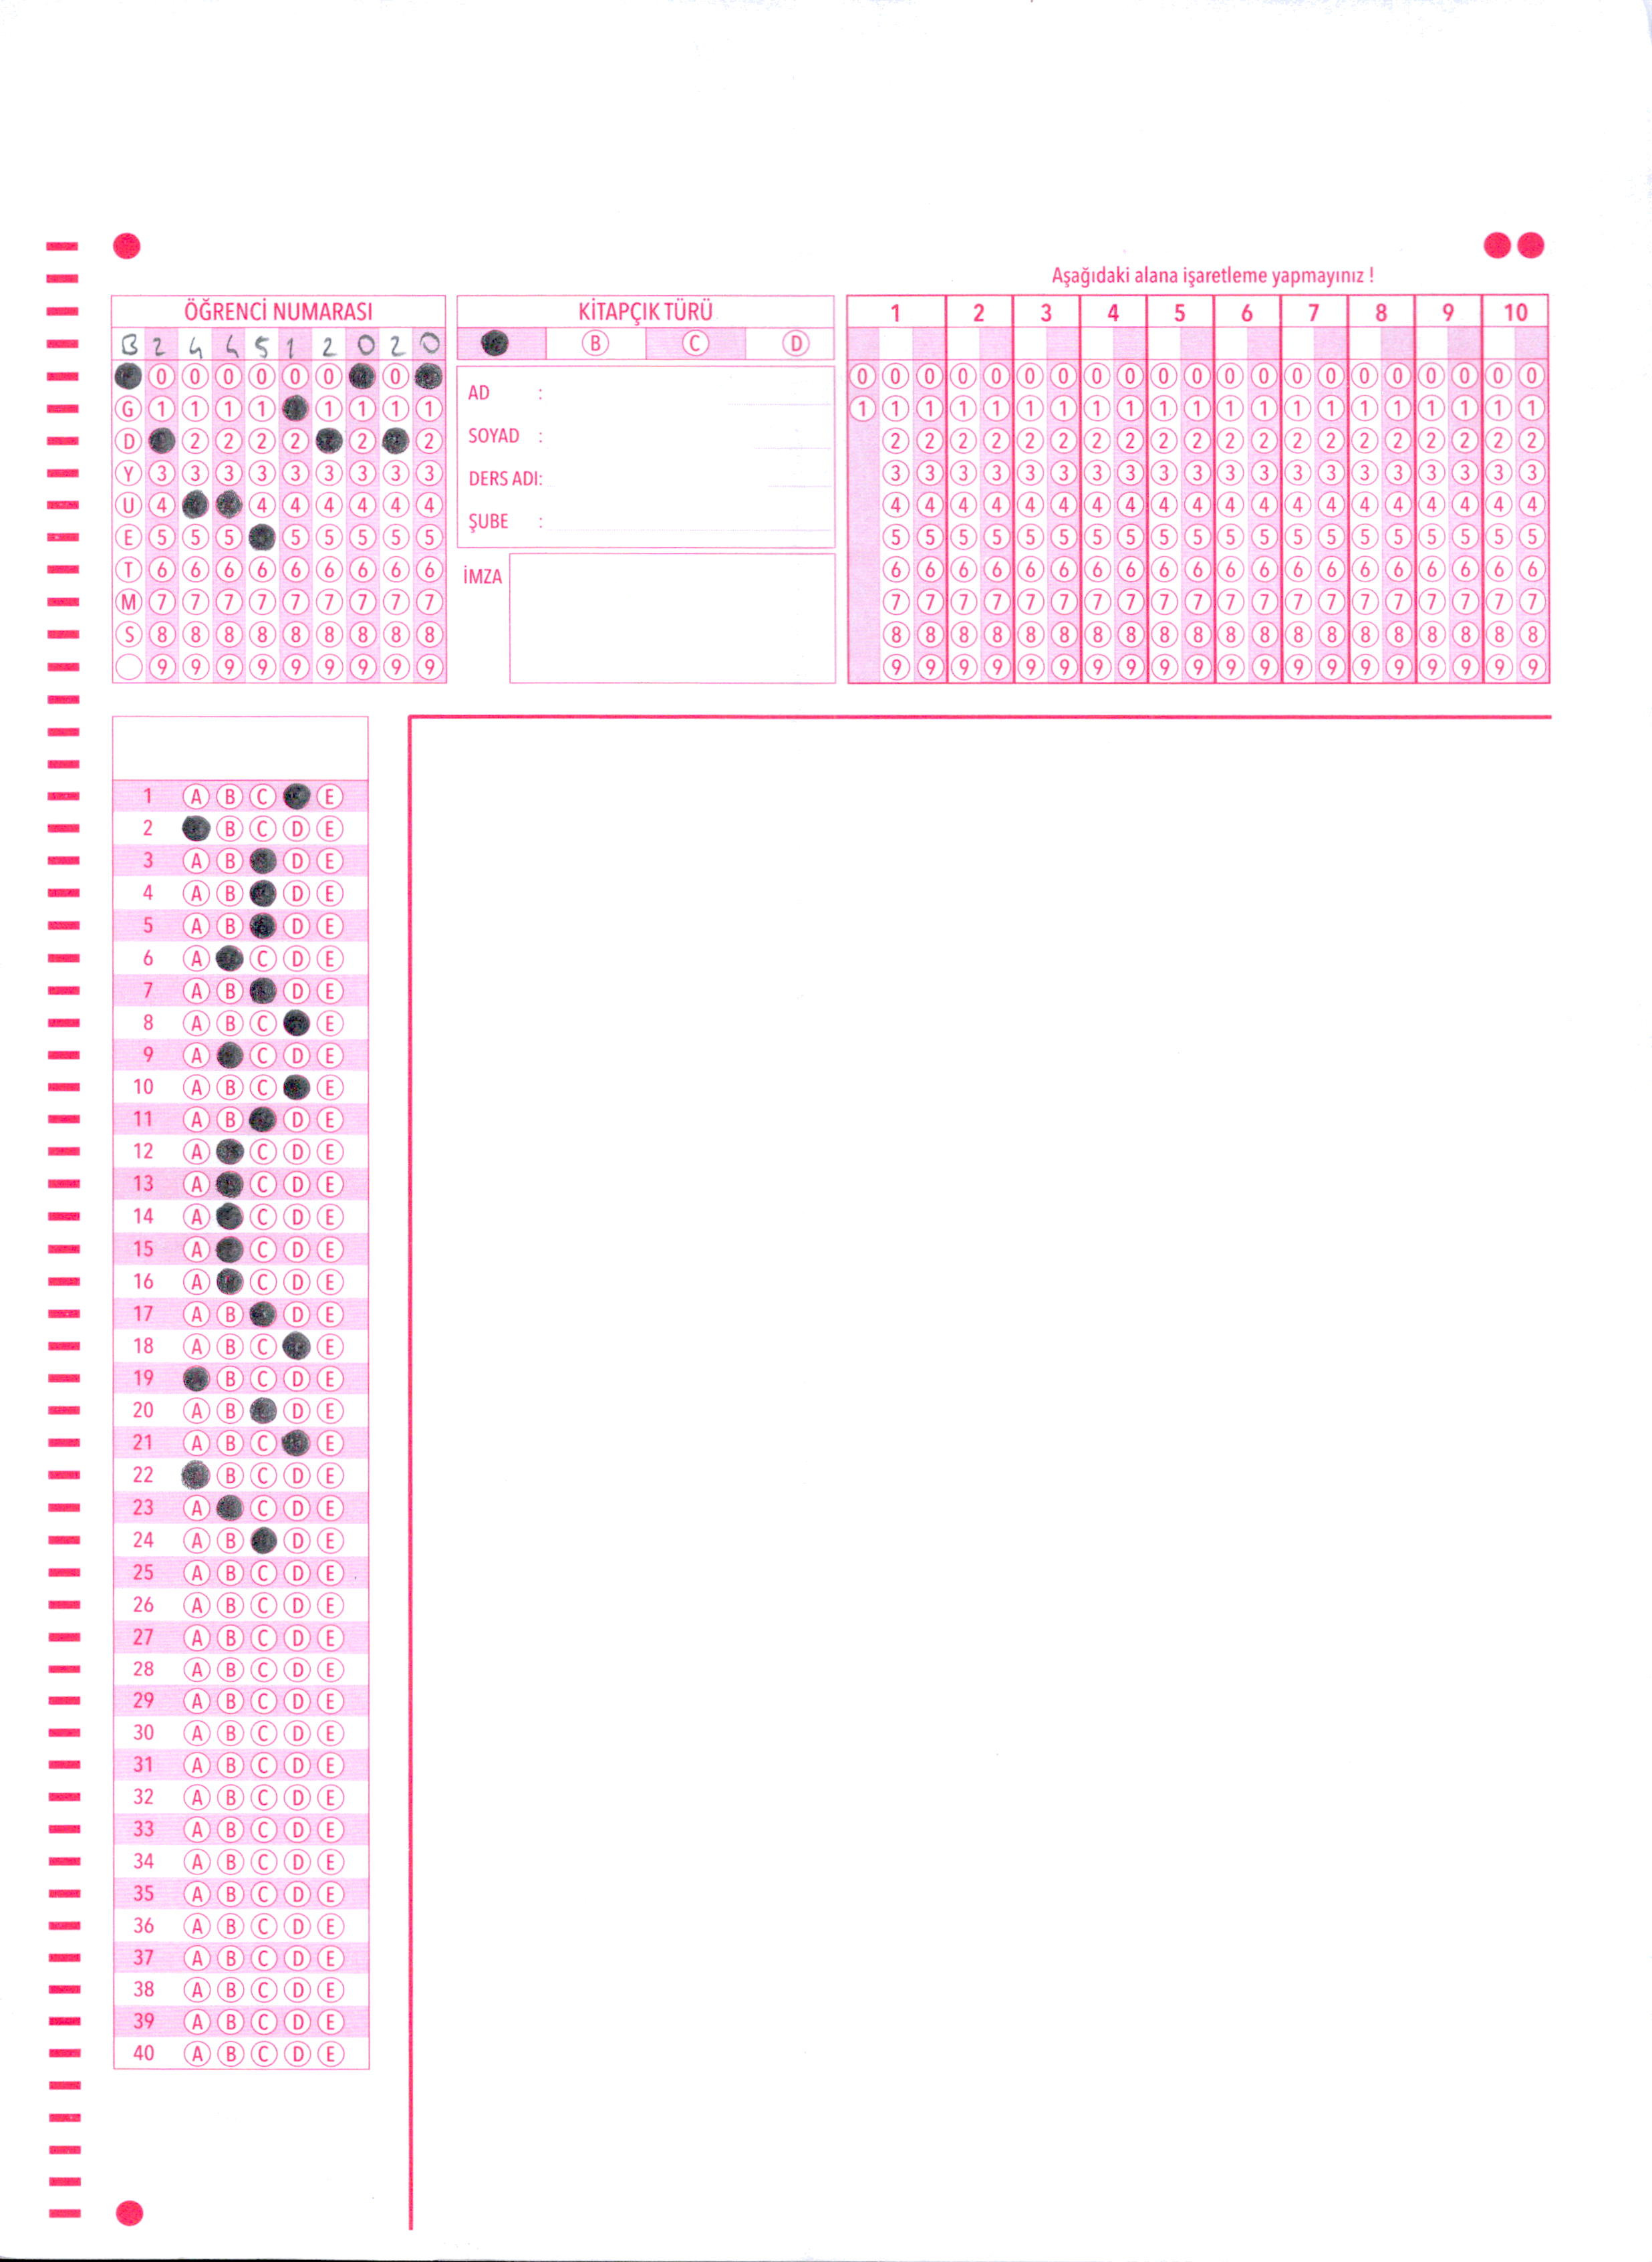 Aşağıdaki alana işaretleme yapmayınız !
ÖĞRENCİ NUMARASI
B 2 4 4 5 1 2 0 2 0
0 0 0 0 0 0 0
G 1 1 1 1 1 1 1 1
D 2 2 2 2 2 2
Y 3 3 3 3 3 3 3 3 3
U 4 4 4 4 4 4 4
E 5 5 5 5 5 5 5 5
T 6 6 6 6 6 6 6 6 6
M 7 7 7 7 7 7 7 7 7
S 8 8 8 8 8 8 8 8 8
9 9 9 9 9 9 9 9 9
KİTAPÇIK TÜRÜ
B C D
AD :
SOYAD :
DERS ADI:
ŞUBE :
İMZA
1 2 3 4 5 6 7 8 9 10
0 0 0 0 0 0 0 0 0 0 0 0 0 0 0 0 0 0 0 0 0
1 1 1 1 1 1 1 1 1 1 1 1 1 1 1 1 1 1 1 1 1
2 2 2 2 2 2 2 2 2 2 2 2 2 2 2 2 2 2 2 2
3 3 3 3 3 3 3 3 3 3 3 3 3 3 3 3 3 3 3 3
4 4 4 4 4 4 4 4 4 4 4 4 4 4 4 4 4 4 4 4
5 5 5 5 5 5 5 5 5 5 5 5 5 5 5 5 5 5 5 5
6 6 6 6 6 6 6 6 6 6 6 6 6 6 6 6 6 6 6 6
7 7 7 7 7 7 7 7 7 7 7 7 7 7 7 7 7 7 7 7
8 8 8 8 8 8 8 8 8 8 8 8 8 8 8 8 8 8 8 8
9 9 9 9 9 9 9 9 9 9 9 9 9 9 9 9 9 9 9 9
1 A B C E
2 B C D E
3 A B D E
4 A B D E
5 A B D E
6 A C D E
7 A B D E
8 A B C E
9 A C D E
10 A B C E
11 A B D E
12 A C D E
13 A C D E
14 A C D E
15 A C D E
16 A C D E
17 A B D E
18 A B C E
19 B C D E
20 A B D E
21 A B C E
22 B C D E
23 A C D E
24 A B D E
25 A B C D E
26 A B C D E
27 A B C D E
28 A B C D E
29 A B C D E
30 A B C D E
31 A B C D E
32 A B C D E
33 A B C D E
34 A B C D E
35 A B C D E
36 A B C D E
37 A B C D E
38 A B C D E
39 A B C D E
40 A B C D E